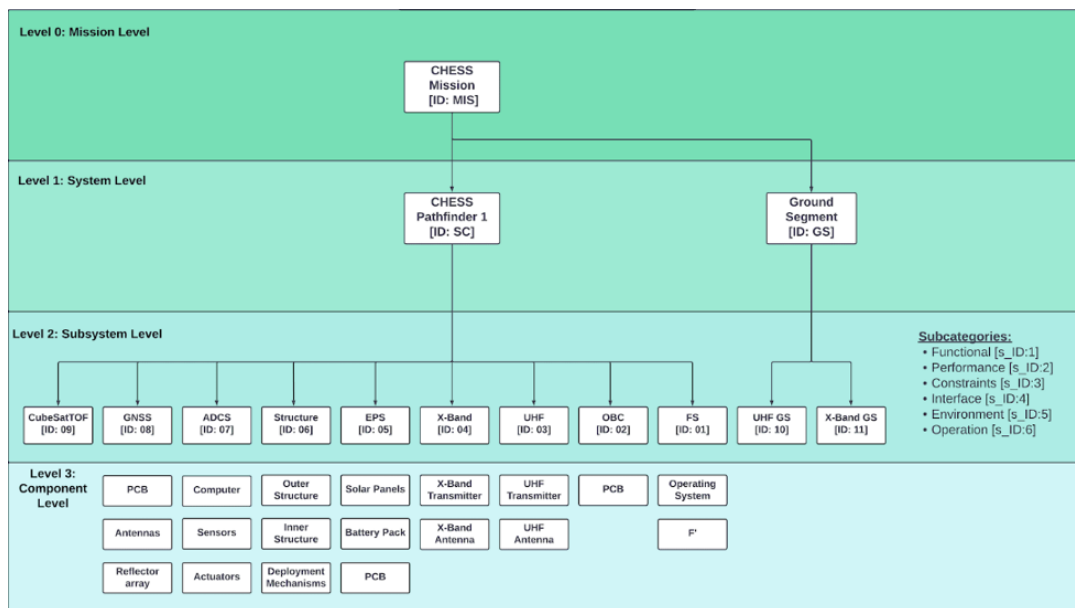 Level 0: Mission Level
CHESS
Mission
[ID: MIS]
Level 1: System Level
CHESS
Pathfinder 1
[ID: SC]
Ground
Segment
[ID: GS]
Level 2: Subsystem Level
Subcategories:
• Functional [s_ID:1]
• Performance [s_ID:2]
• Constraints [s_ID:3]
• Interface [s_ID:4]
• Environment [s_ID:5]
• Operation [s_ID:6]
CubeSatTOF
[ID: 09]
GNSS
[ID: 08]
ADCS
[ID: 07]
Structure
[ID: 06]
EPS
[ID: 05]
X-Band
[ID: 04]
UHF
[ID: 03]
OBC
[ID: 02]
FS
[ID: 01]
UHF GS
[ID: 10]
X-Band GS
[ID: 11]
Level 3:
Component
Level
PCB
Computer
Outer
Structure
Solar Panels
X-Band
Transmitter
UHF
Transmitter
PCB
Operating
System
Antennas
Sensors
Inner
Structure
Battery Pack
X-Band
Antenna
UHF
Antenna
F'
Reflector
array
Actuators
Deployment
Mechanisms
PCB